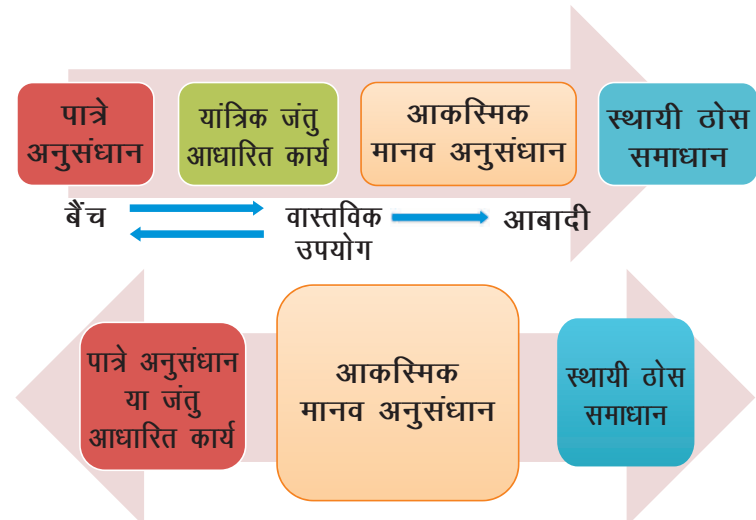 पात्रे
अनुसंधान
यांत्रिक जंतु
आधारित कार्य
आकस्मिक
मानव अनुसंधान
स्थायी ठोस
समाधान
बैंच
वास्तविक
उपयोग
आबादी
पात्रे अनुसंधान
या जंतु
आधारित कार्य
आकस्मिक
मानव अनुसंधान
स्थायी ठोस
समाधान